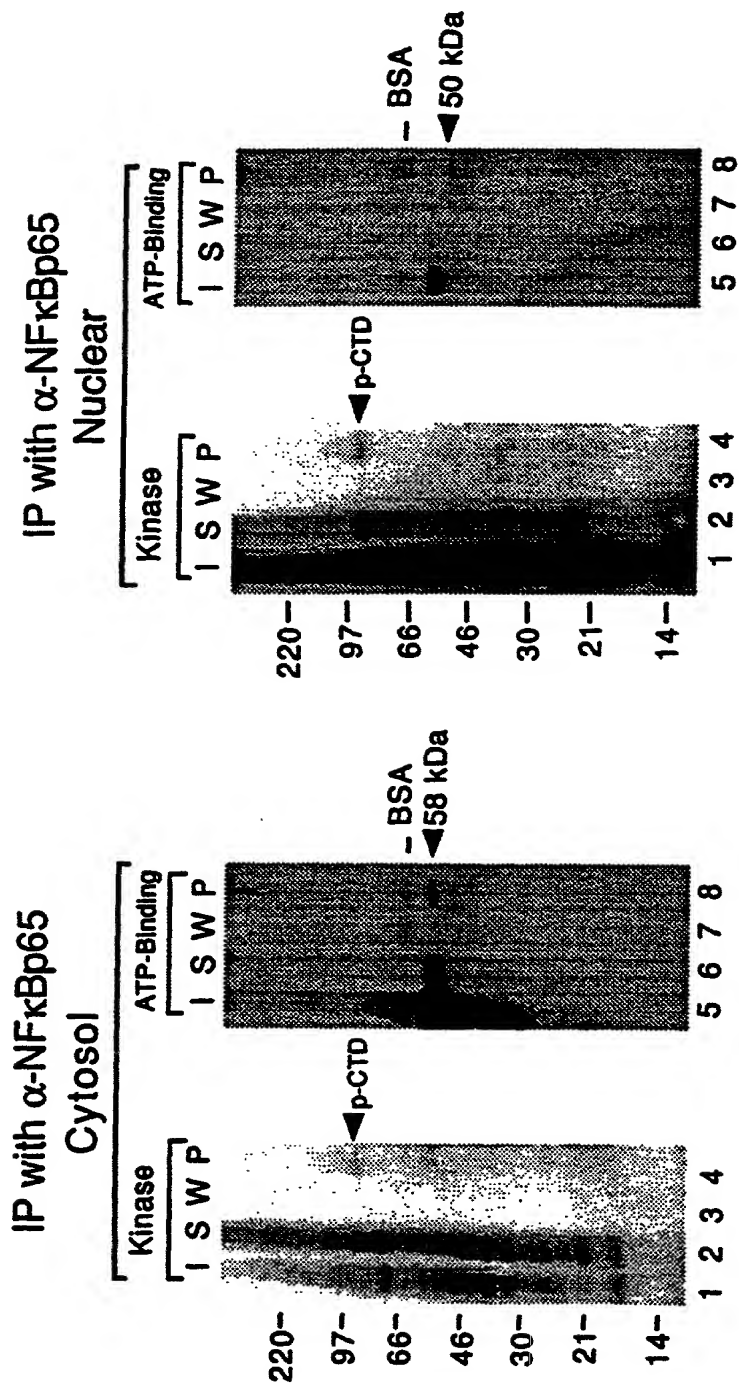 IP with α-NFκBp65
Cytosol
Kinase
I S W P
ATP-Binding
I S W P
220–
97–
66–
46–
30–
21–
14–
p-CTD
– BSA
58 kDa
1 2 3 4
5 6 7 8
IP with α-NFκBp65
Nuclear
Kinase
I S W P
ATP-Binding
I S W P
220–
97–
66–
46–
30–
21–
14–
p-CTD
– BSA
50 kDa
1 2 3 4
5 6 7 8